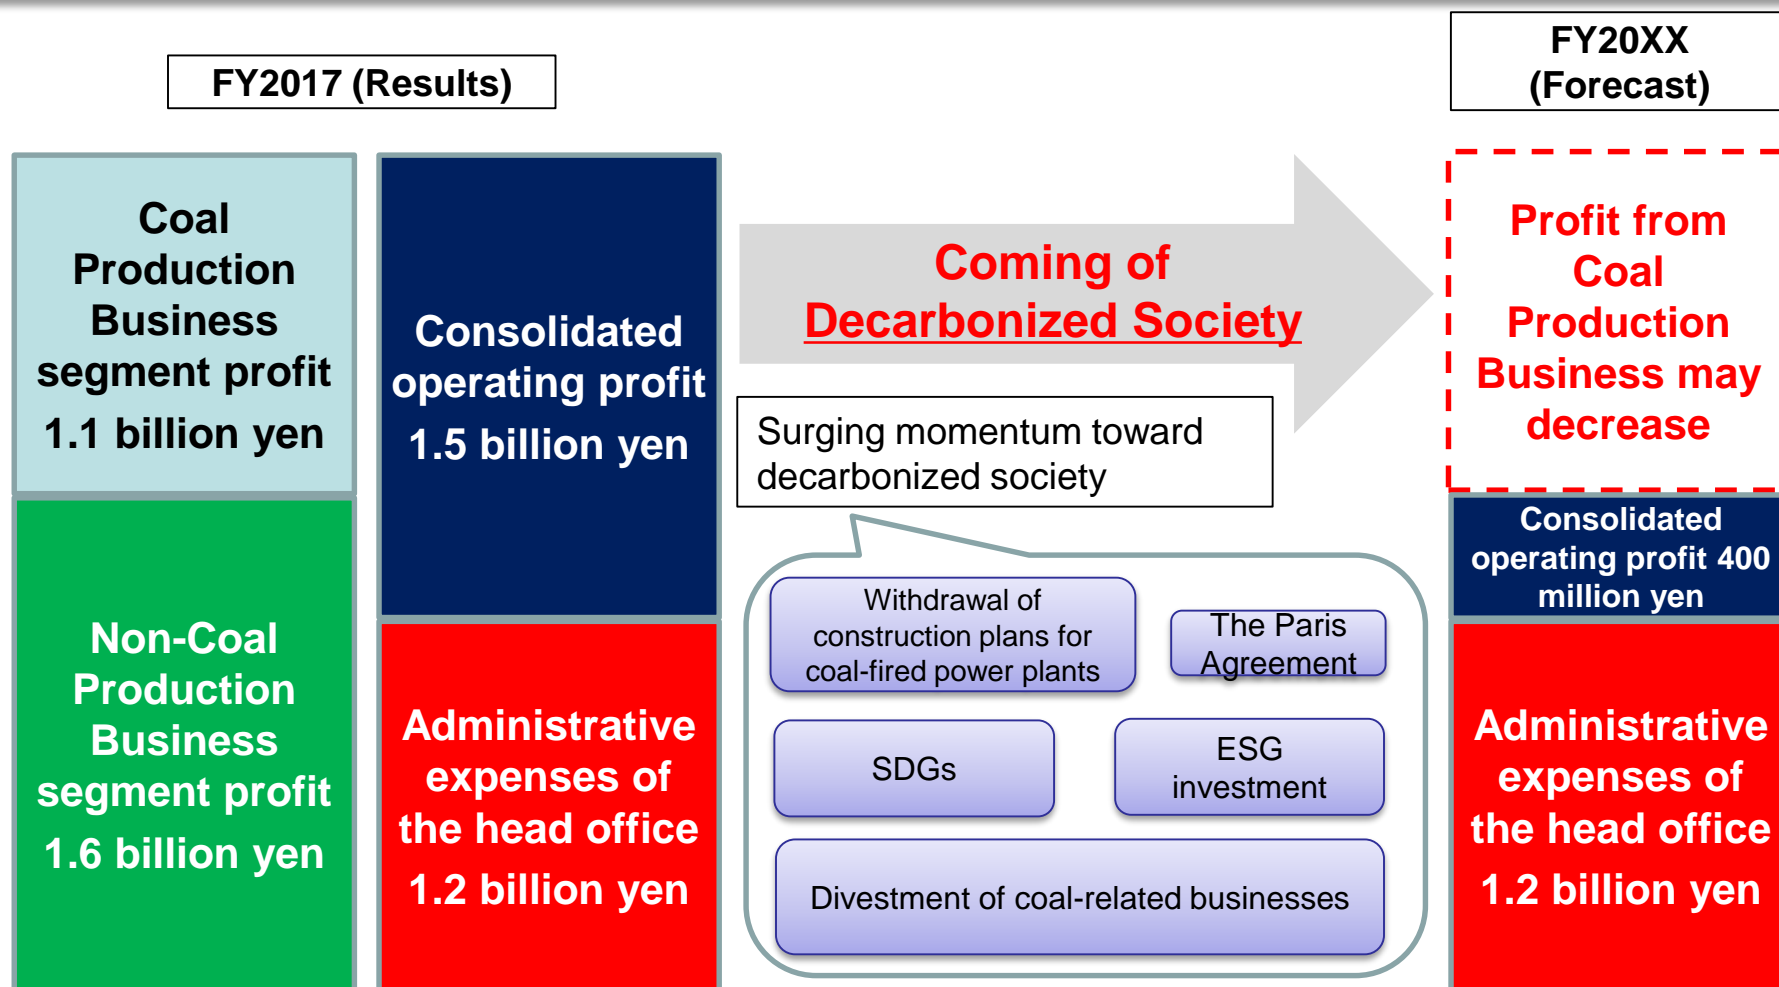 FY2017 (Results)
FY20XX
(Forecast)
Coal
Production
Business
segment profit
1.1 billion yen
Non-Coal
Production
Business
segment profit
1.6 billion yen
Consolidated
operating profit
1.5 billion yen
Administrative
expenses of
the head office
1.2 billion yen
Coming of
Decarbonized Society
Surging momentum toward
decarbonized society
Withdrawal of
construction plans for
coal-fired power plants
The Paris
Agreement
SDGs
ESG
investment
Divestment of coal-related businesses
Profit from
Coal
Production
Business may
decrease
Consolidated
operating profit 400
million yen
Administrative
expenses of
the head office
1.2 billion yen